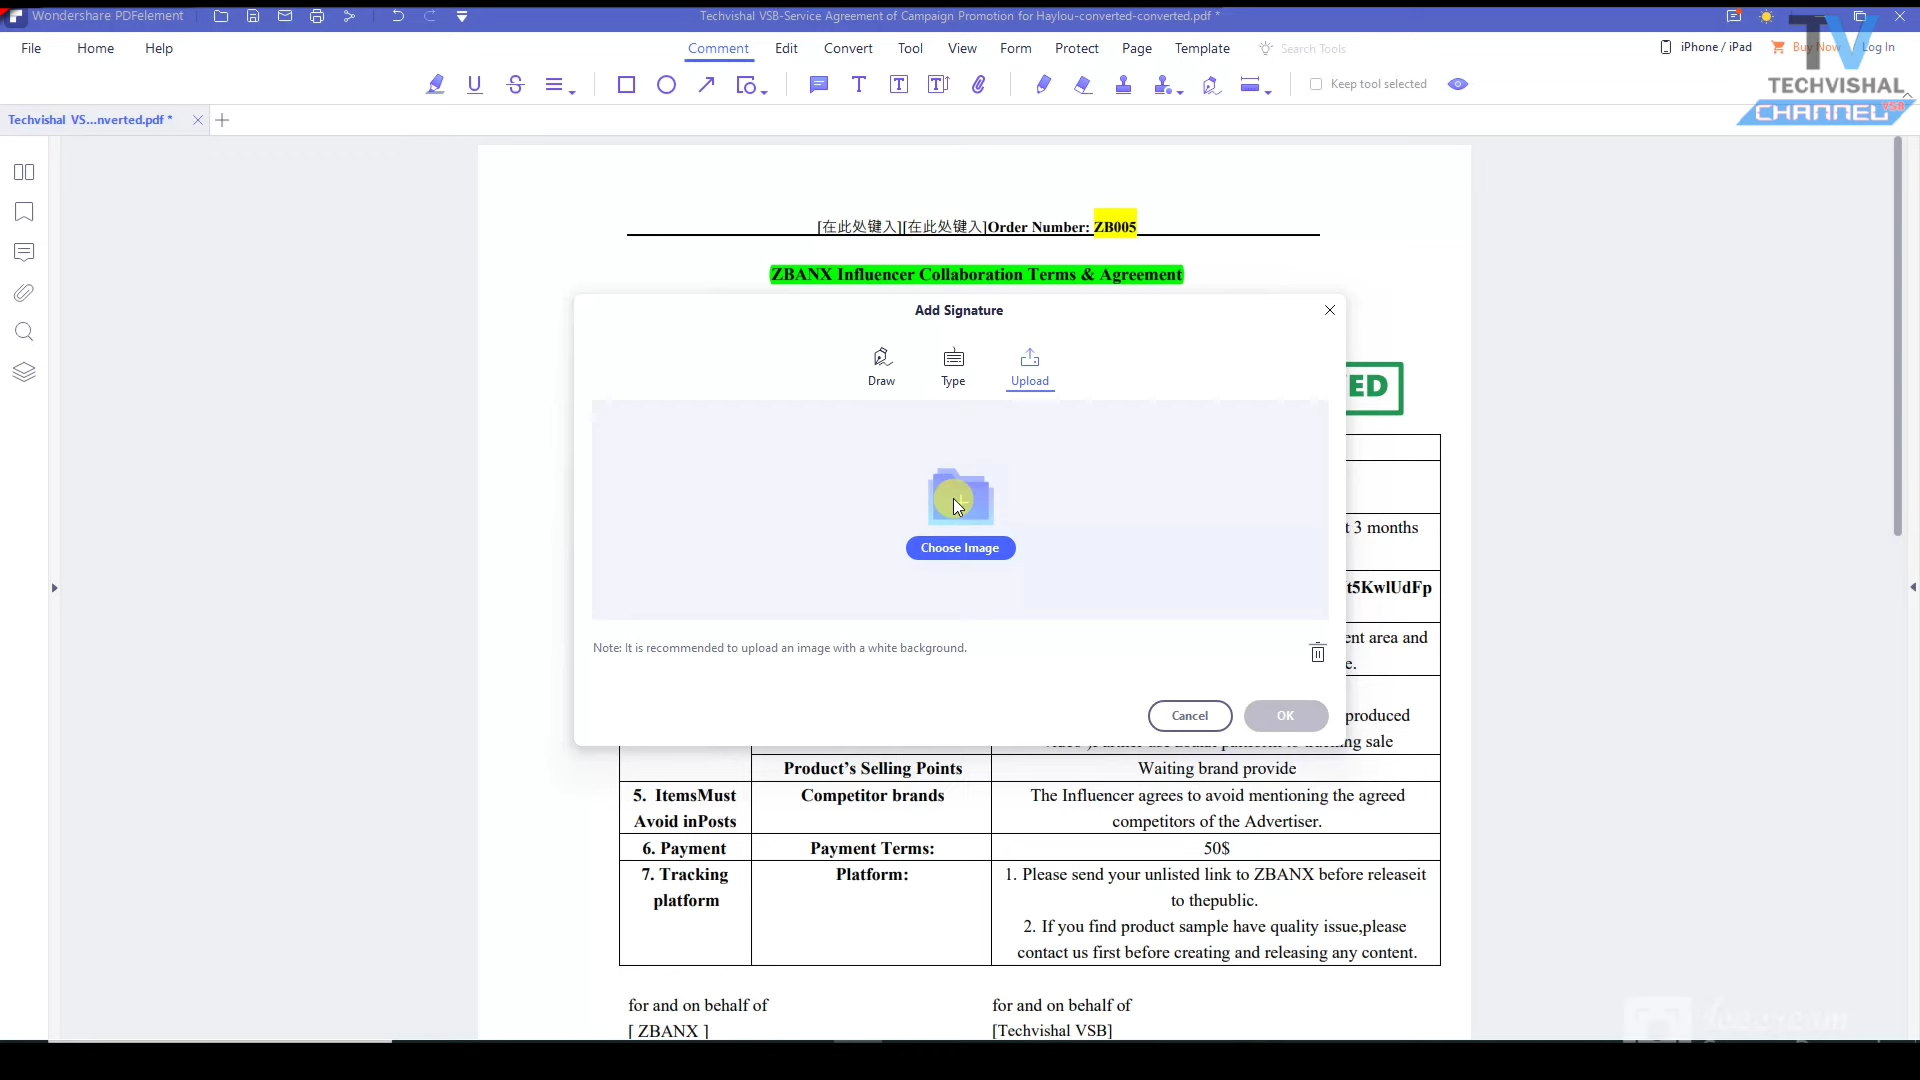 Wondershare PDFelement
Techvishal VSB-Service Agreement of Campaign Promotion for Haylou-converted-converted.pdf *
File
Home
Help
Comment
Edit
Convert
Tool
View
Form
Protect
Page
Template
Search Tools
iPhone / iPad
Buy Now
Log In
Keep tool selected
TV
TECHVISHAL
CHANNEL VSB
Techvishal VS...nverted.pdf *
[在此处键入][在此处键入]Order Number: ZB005
ZBANX Influencer Collaboration Terms & Agreement
Add Signature
Draw
Type
Upload
ED
Choose Image
t 3 months
t5KwlUdFp
ent area and
e.
Note: It is recommended to upload an image with a white background.
Cancel
OK
produced
ng sale
Product's Selling Points
Waiting brand provide
5. ItemsMust
Avoid inPosts
Competitor brands
The Influencer agrees to avoid mentioning the agreed
competitors of the Advertiser.
6. Payment
Payment Terms:
50$
7. Tracking
platform
Platform:
1. Please send your unlisted link to ZBANX before releaseit
to thepublic.
2. If you find product sample have quality issue,please
contact us first before creating and releasing any content.
for and on behalf of
[ ZBANX ]
for and on behalf of
[Techvishal VSB]